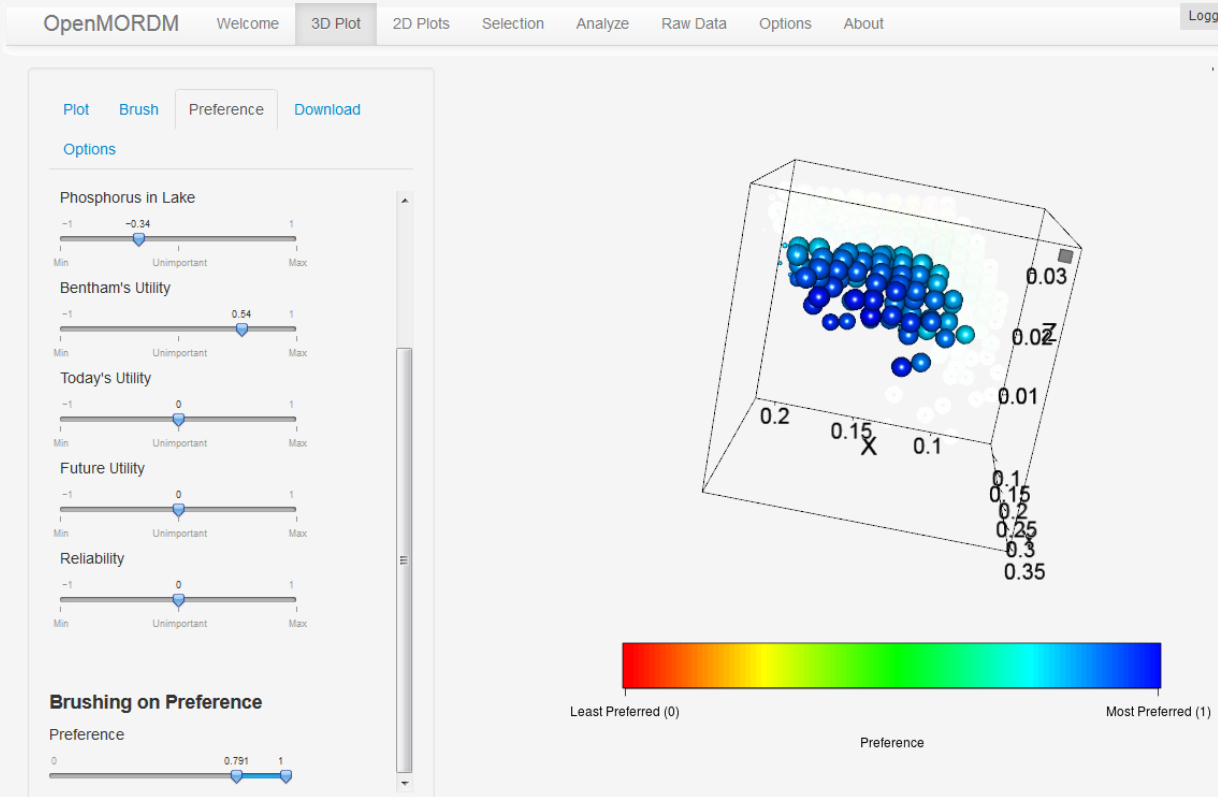 OpenMORDM Welcome 3D Plot 2D Plots Selection Analyze Raw Data Options About Logg
Plot Brush Preference Download
Options
Phosphorus in Lake
−1 −0.34 1
Min Unimportant Max
Bentham's Utility
−1 0.54 1
Min Unimportant Max
Today's Utility
−1 0 1
Min Unimportant Max
Future Utility
−1 0 1
Min Unimportant Max
Reliability
−1 0 1
Min Unimportant Max
Brushing on Preference
Preference
0 0.791 1
0.03
0.02 Z
0.01
0.2 0.15 0.1
X
0.1
0.15
0.2
0.25
0.3
0.35
Least Preferred (0) Most Preferred (1)
Preference